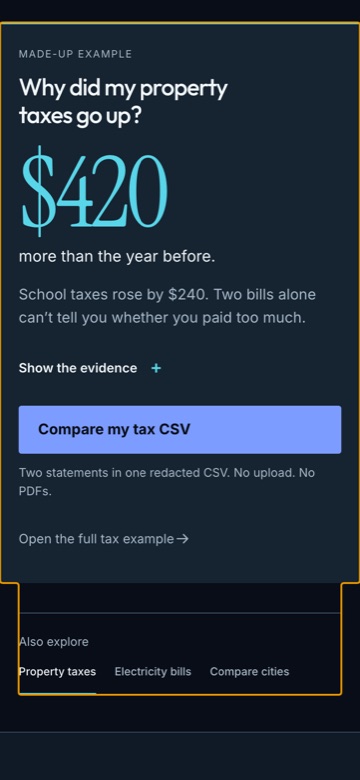 MADE-UP EXAMPLE
Why did my property
taxes go up?
$420
more than the year before.
School taxes rose by $240. Two bills alone
can’t tell you whether you paid too much.
Show the evidence +
Compare my tax CSV
Two statements in one redacted CSV. No upload. No
PDFs.
Open the full tax example→
Also explore
Property taxes Electricity bills Compare cities